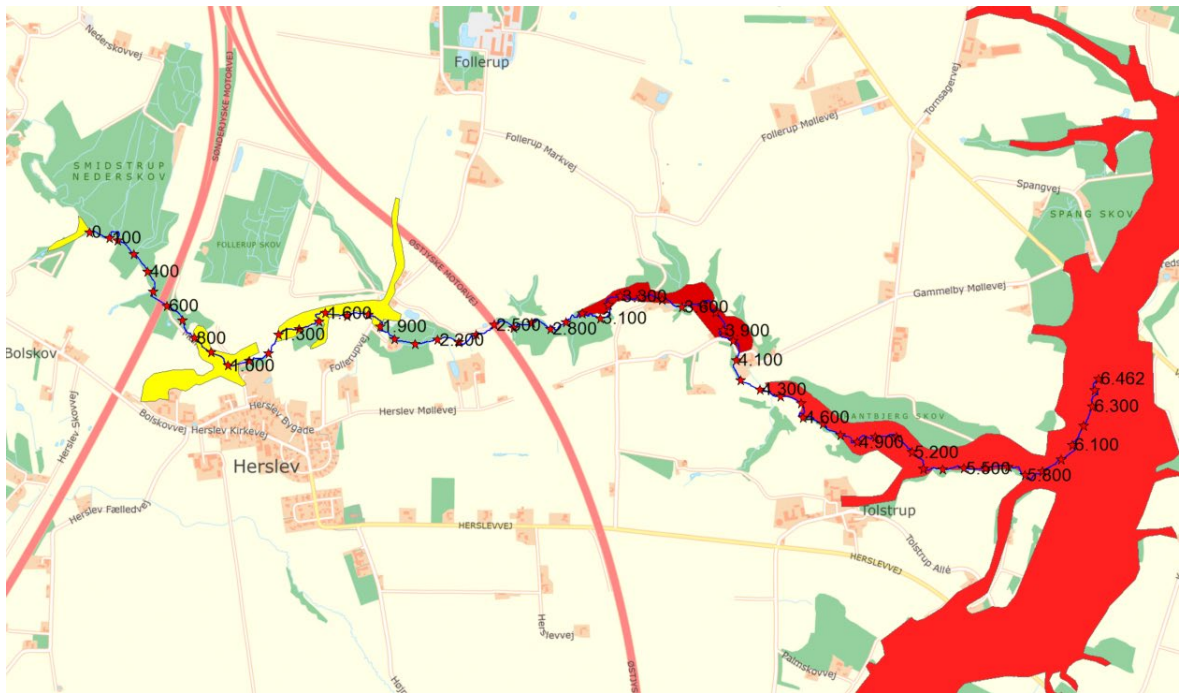 Nederskovvej
Follerup
SØNDERJYSKE MOTORVEJ
Tornsagervej
Follerup Møllevej
Follerup Markvej
SMIDSTRUP
NEDERSKOV
Spangvej
SPANG SKOV
FOLLERUP SKOV
ØSTJYSKE MOTORVEJ
0
400
600
800
1.000
1.300
1.600
1.900
2.200
2.500
2.800
3.100
3.300
3.600
3.900
4.100
4.300
4.600
4.900
5.200
5.500
5.800
6.100
6.300
6.462
Gammelby Møllevej
Bolskov
Follerupvej
Herslev Skovvej
Bolskovvej
Herslev Bygade
Herslev Kirkevej
Herslev Møllevej
Herslev
Herslev Fælledvej
HERSLEVVEJ
Tolstrup
Tolstrup Allé
HERSLEVVEJ
Herslevvej
Palmskovvej